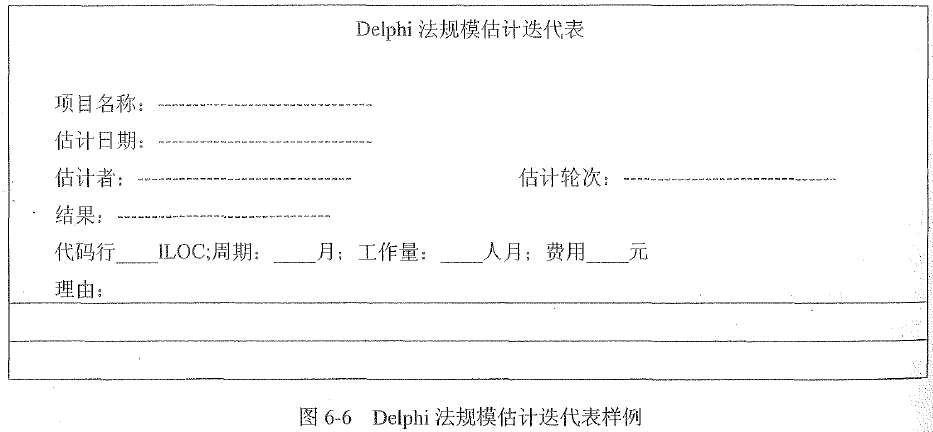 Delphi 法规模估计迭代表
项目名称：-------------------------------
估计日期：-------------------------------
估计者：------------------------------- 估计轮次：-------------------------------
结果：-------------------------------
代码行____lLOC;周期：____月；工作量：____人月；费用____元
理由：
图 6-6 Delphi 法规模估计迭代表样例